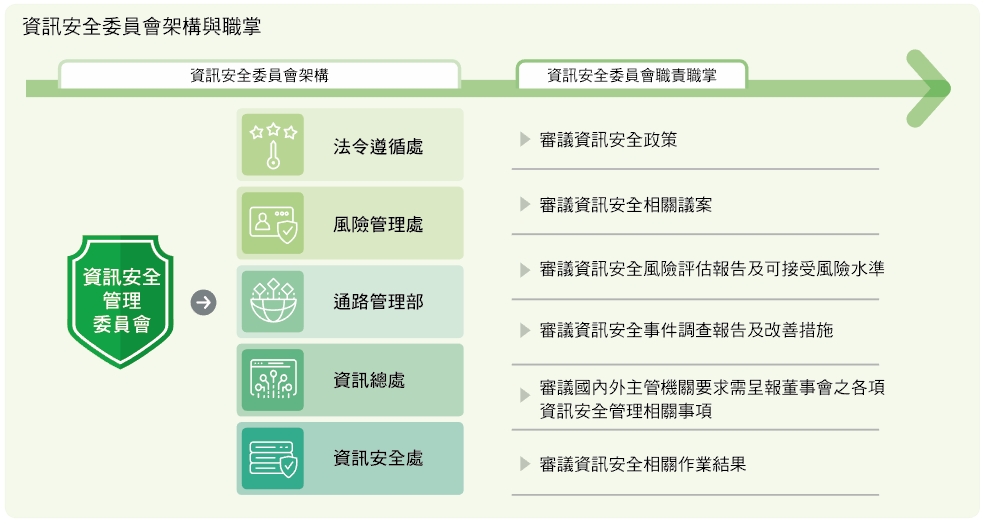 資訊安全委員會架構與職掌
資訊安全委員會架構
資訊安全委員會職責職掌
資訊安全
管理
委員會
法令遵循處
風險管理處
通路管理部
資訊總處
資訊安全處
審議資訊安全政策
審議資訊安全相關議案
審議資訊安全風險評估報告及可接受風險水準
審議資訊安全事件調查報告及改善措施
審議國內外主管機關要求需呈報董事會之各項
資訊安全管理相關事項
審議資訊安全相關作業結果